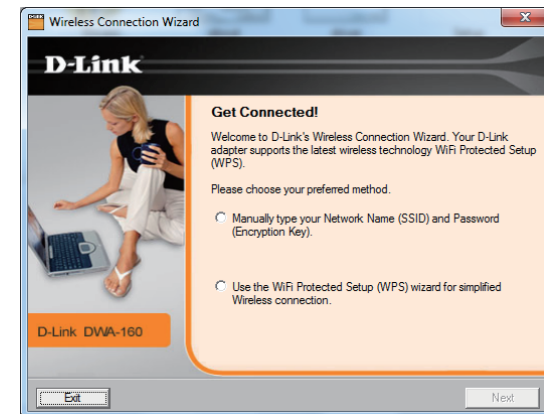 Wireless Connection Wizard
D-Link
Get Connected!
Welcome to D-Link's Wireless Connection Wizard. Your D-Link
adapter supports the latest wireless technology WiFi Protected Setup
(WPS).
Please choose your preferred method.
Manually type your Network Name (SSID) and Password
(Encryption Key).
Use the WiFi Protected Setup (WPS) wizard for simplified
Wireless connection.
D-Link DWA-160
Exit
Next